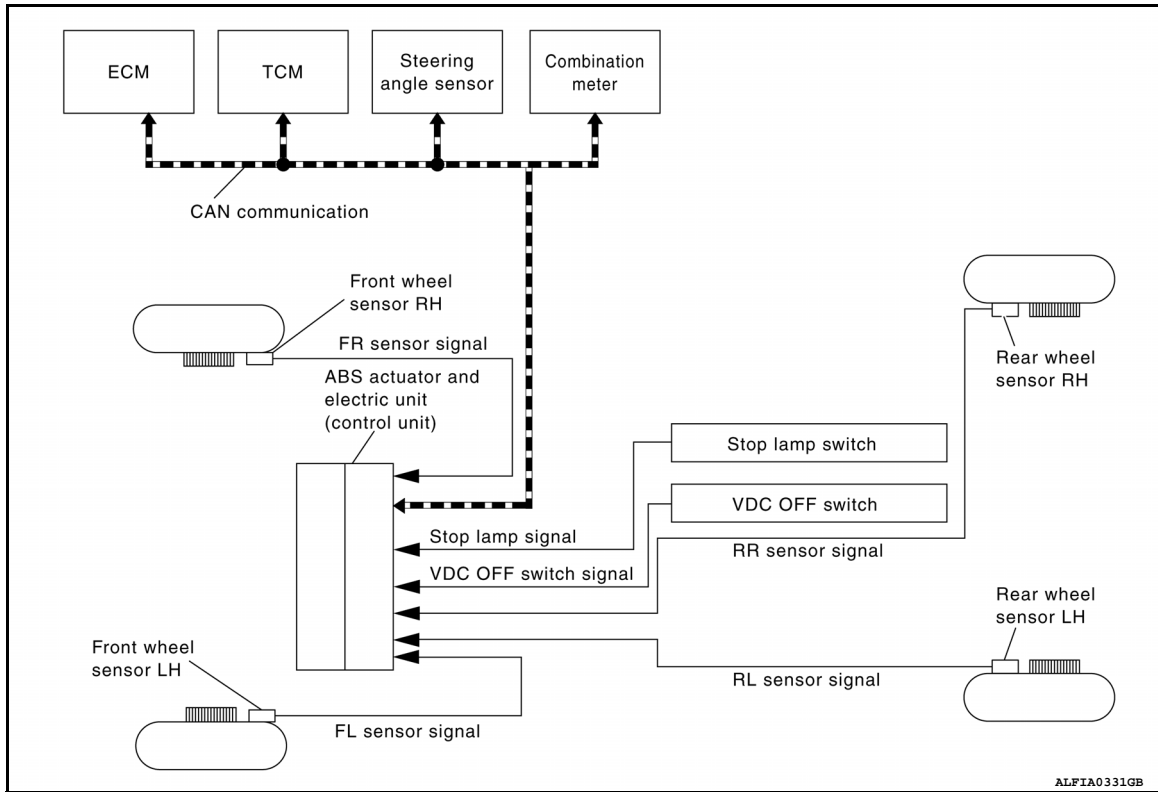 ECM
TCM
Steering
angle sensor
Combination
meter
CAN communication
Front wheel
sensor RH
FR sensor signal
ABS actuator and
electric unit
(control unit)
Rear wheel
sensor RH
Stop lamp switch
VDC OFF switch
Stop lamp signal
RR sensor signal
VDC OFF switch signal
Rear wheel
sensor LH
Front wheel
sensor LH
RL sensor signal
FL sensor signal
ALFIA0331GB